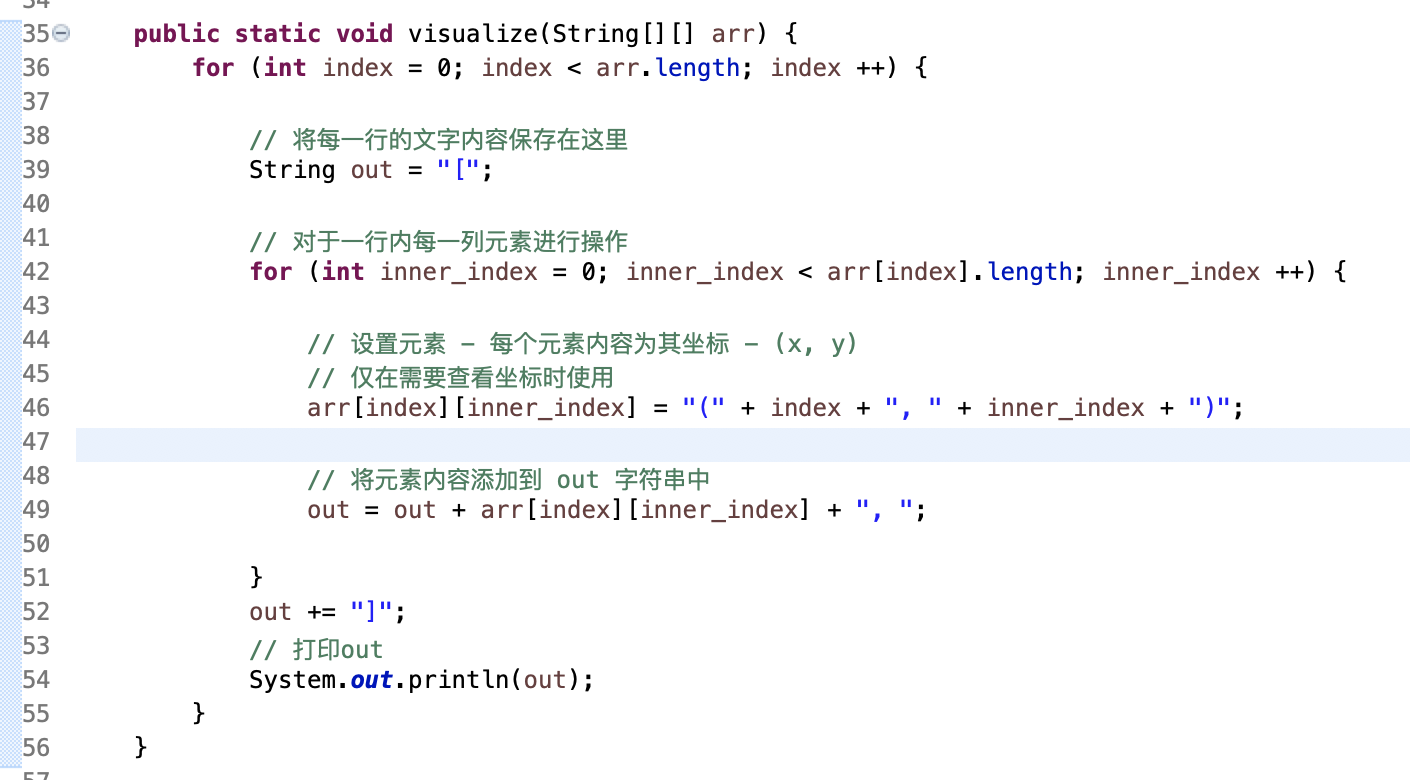 35 public static void visualize(String[][] arr) {
36 for (int index = 0; index < arr.length; index ++) {
37
38 // 将每一行的文字内容保存在这里
39 String out = "[";
40
41 // 对于一行内每一列元素进行操作
42 for (int inner_index = 0; inner_index < arr[index].length; inner_index ++) {
43
44 // 设置元素 - 每个元素内容为其坐标 - (x, y)
45 // 仅在需要查看坐标时使用
46 arr[index][inner_index] = "(" + index + ", " + inner_index + ")";
47
48 // 将元素内容添加到 out 字符串中
49 out = out + arr[index][inner_index] + ", ";
50
51 }
52 out += "]";
53 // 打印out
54 System.out.println(out);
55 }
56 }